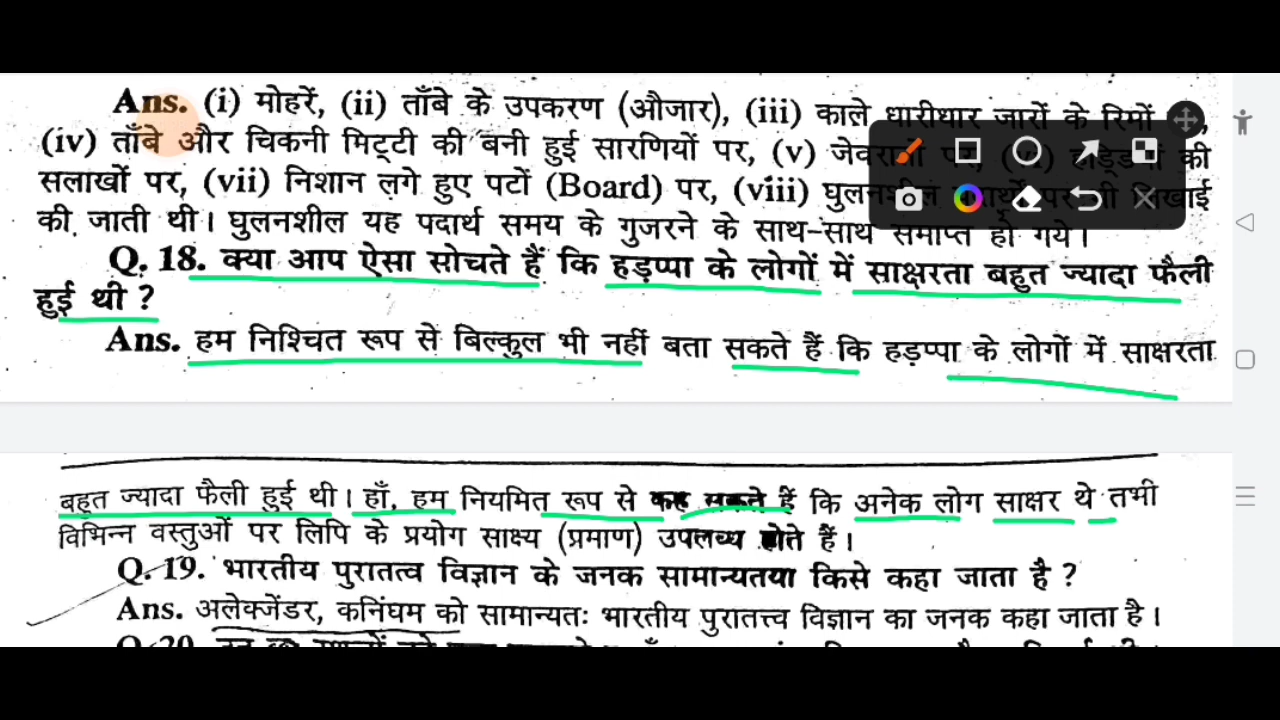 Ans. (i) मोहरें, (ii) ताँबे के उपकरण (औजार), (iii) काले धारीधार जारों के रिमों
(iv) ताँबे और चिकनी मिट्टी की बनी हुई सारणियों पर, (v) की
सलाखों पर, (vii) निशान लगे हुए पटों (Board) पर, (viii)
की जाती थी। घुलनशील यह पदार्थ समय के गुजरने के साथ-साथ समाप्त हो गये।
Q. 18. क्या आप ऐसा सोचते हैं कि हड़प्पा के लोगों में साक्षरता बहुत ज्यादा फैली
हुई थी ?
Ans. हम निश्चित रूप से बिल्कुल भी नहीं बता सकते हैं कि हड़प्पा के लोगों में साक्षरता
बहुत ज्यादा फैली हुई थी। हाँ, हम नियमित रूप से कह सकते हैं कि अनेक लोग साक्षर थे तभी
विभिन्न वस्तुओं पर लिपि के प्रयोग साक्ष्य (प्रमाण) उपलब्ध होते हैं।
Q. 19. भारतीय पुरातत्व विज्ञान के जनक सामान्यतया किसे कहा जाता है ?
Ans. अलेक्जेंडर, कनिंघम को सामान्यतः भारतीय पुरातत्त्व विज्ञान का जनक कहा जाता है।